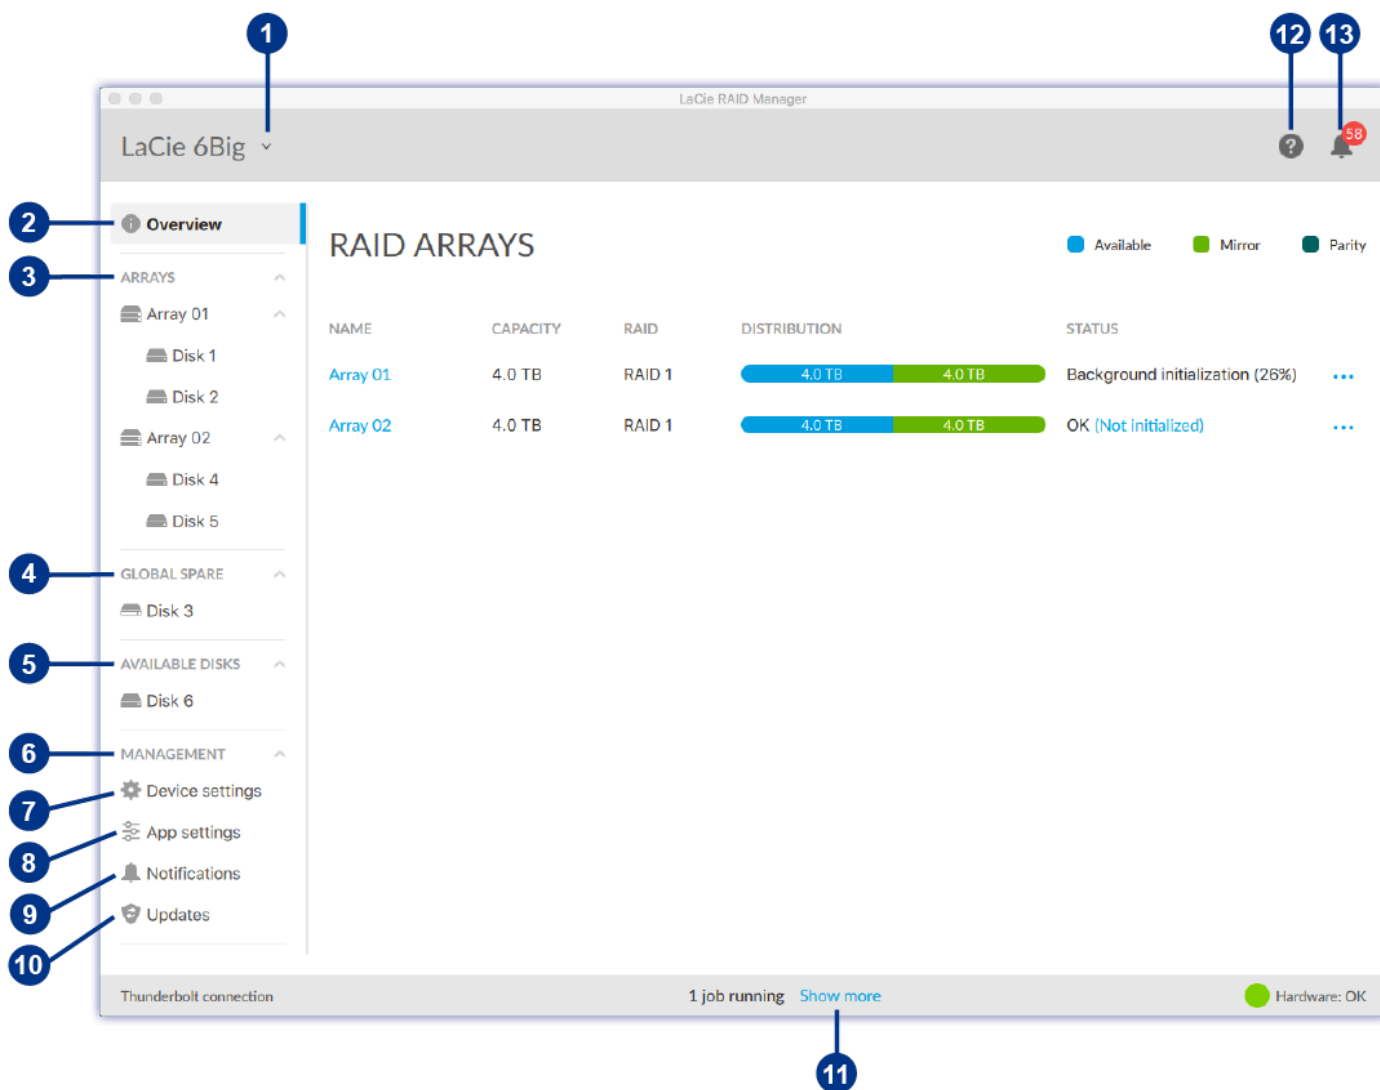 1
12 13
LaCie RAID Manager
LaCie 6Big
58
2
Overview
RAID ARRAYS
Available Mirror Parity
3
ARRAYS
Array 01
Disk 1
Disk 2
Array 02
Disk 4
Disk 5
NAME CAPACITY RAID DISTRIBUTION STATUS
Array 01 4.0 TB RAID 1 4.0 TB 4.0 TB Background initialization (26%) ...
Array 02 4.0 TB RAID 1 4.0 TB 4.0 TB OK (Not initialized) ...
4
GLOBAL SPARE
Disk 3
5
AVAILABLE DISKS
Disk 6
6
MANAGEMENT
7
Device settings
8
App settings
9
Notifications
10
Updates
Thunderbolt connection 1 job running Show more Hardware: OK
11